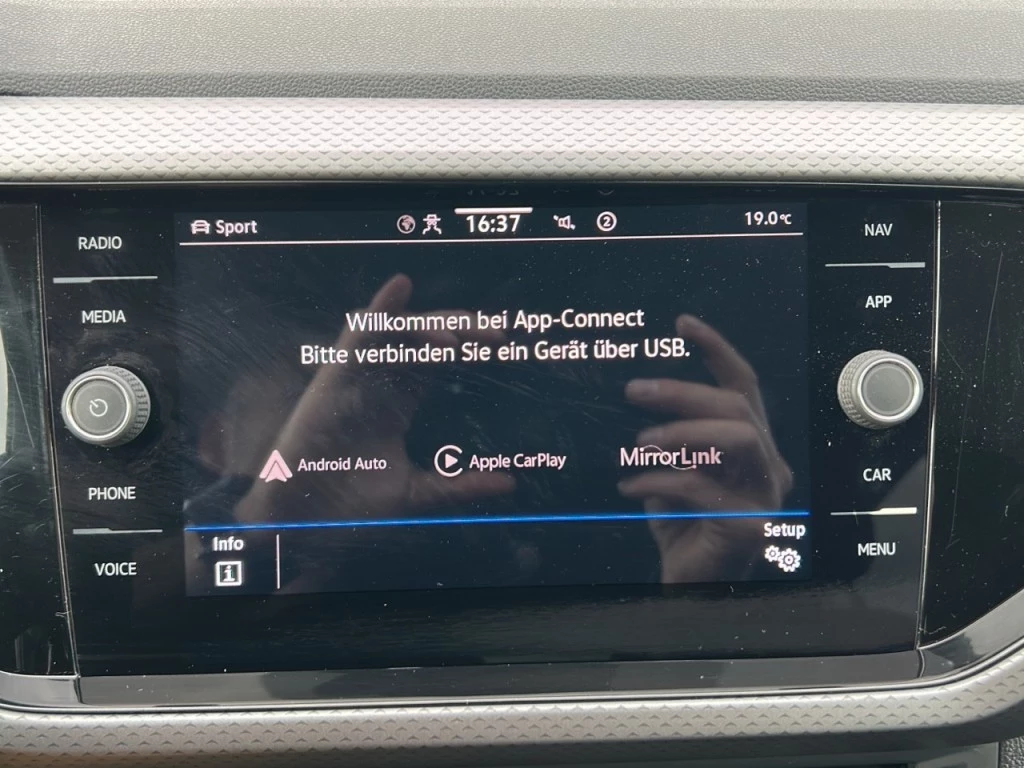 Sport
16:37
2
19.0°C
RADIO
MEDIA
PHONE
VOICE
Willkommen bei App-Connect
Bitte verbinden Sie ein Gerät über USB.
Android Auto
Apple CarPlay
MirrorLink
Info
i
Setup
NAV
APP
CAR
MENU